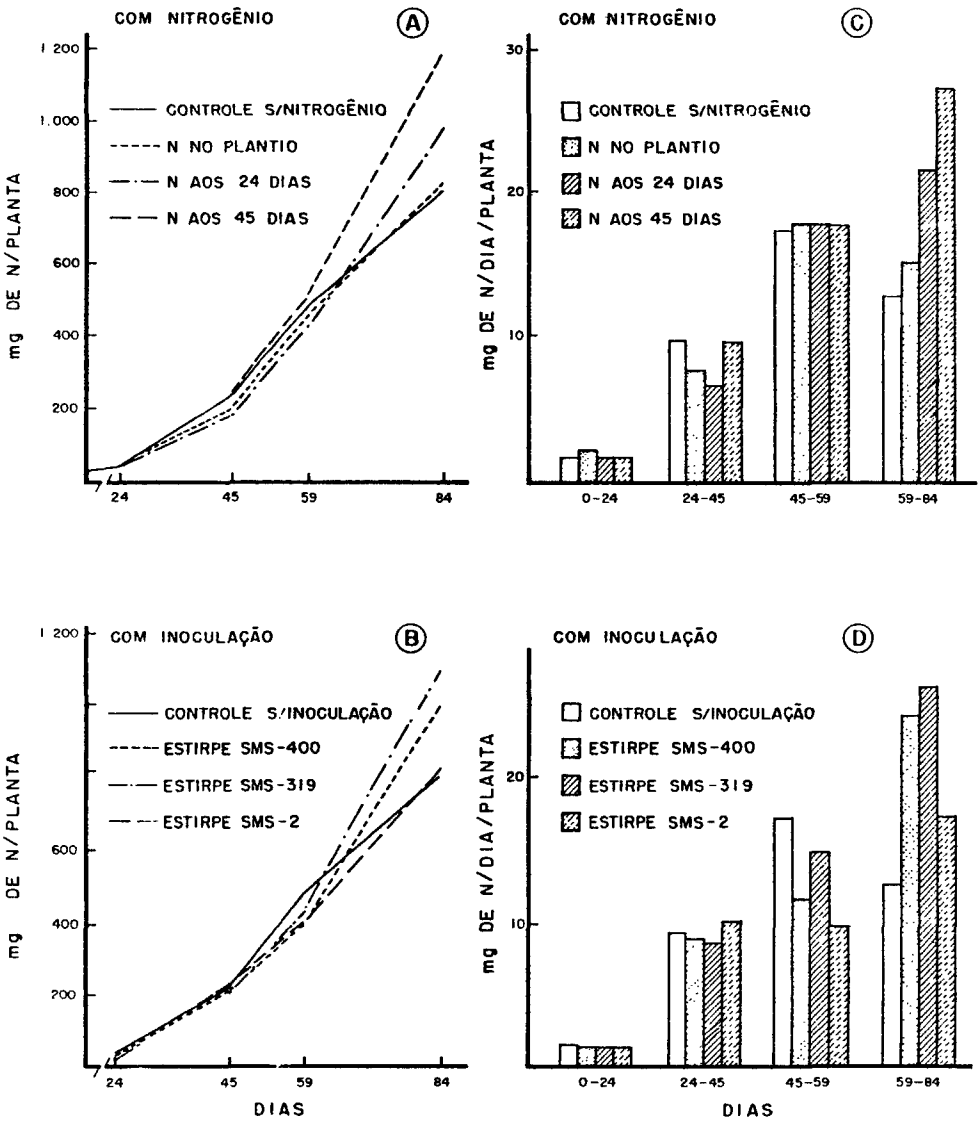 COM NITROGÊNIO
A
1 200
1.000
800
600
400
200
mg DE N/PLANTA
CONTROLE S/NITROGÊNIO
N NO PLANTIO
N AOS 24 DIAS
N AOS 45 DIAS
24 45 59 84
COM NITROGÊNIO
C
30
20
10
mg DE N/DIA/PLANTA
CONTROLE S/NITROGÊNIO
N NO PLANTIO
N AOS 24 DIAS
N AOS 45 DIAS
0-24 24-45 45-59 59-84
COM INOCULAÇÃO
B
1 200
600
400
200
mg DE N/PLANTA
CONTROLE S/INOCULAÇÃO
ESTIRPE SMS-400
ESTIRPE SMS-319
ESTIRPE SMS-2
24 45 59 84
DIAS
COM INOCULAÇÃO
D
20
10
mg DE N/DIA/PLANTA
CONTROLE S/INOCULAÇÃO
ESTIRPE SMS-400
ESTIRPE SMS-319
ESTIRPE SMS-2
0-24 24-45 45-59 59-84
DIAS